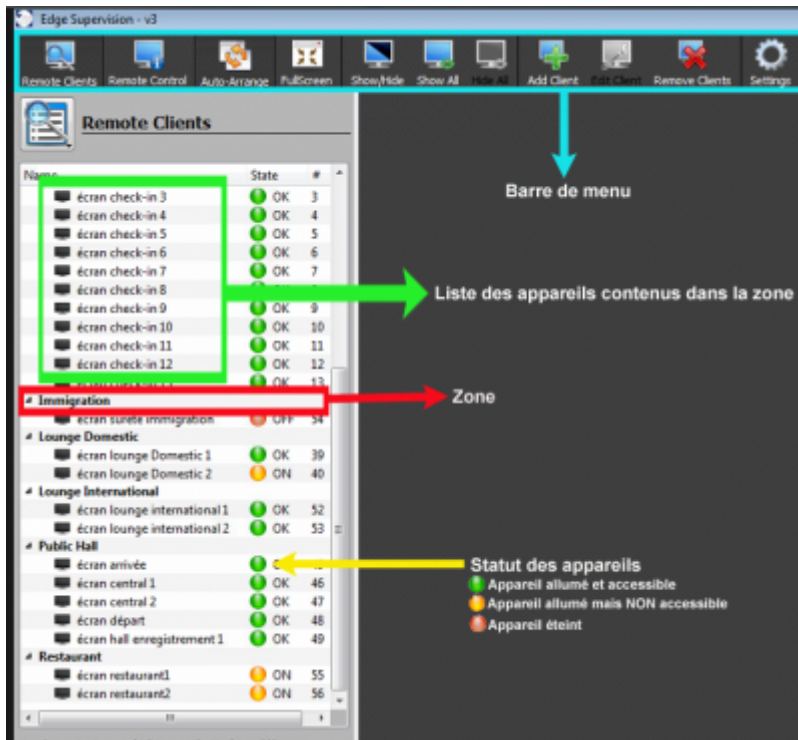 Edge Supervision - v3
Remote Clients Remote Control Auto-Arrange FullScreen Show/Hide Show All Hide All Add Client Edit Client Remove Clients Settings
Remote Clients
Name State #
Barre de menu
écran check-in 3 OK 3
écran check-in 4 OK 4
écran check-in 5 OK 5
écran check-in 6 OK 6
écran check-in 7 OK 7
écran check-in 8
Liste des appareils contenus dans la zone
écran check-in 9 OK 9
écran check-in 10 OK 10
écran check-in 11 OK 11
écran check-in 12 OK 12
OK 13
Immigration
Zone
écran sureté immigration OFF 54
Lounge Domestic
écran lounge Domestic 1 OK 39
écran lounge Domestic 2 ON 40
Lounge International
écran lounge international 1 OK 52
écran lounge international 2 OK 53
Public Hall
écran arrivée
Statut des appareils
écran central 1 OK 46
Appareil allumé et accessible
écran central 2 OK 47
Appareil allumé mais NON accessible
écran départ OK 48
Appareil éteint
écran hall enregistrement 1 OK 49
Restaurant
écran restaurant1 ON 55
écran restaurant2 ON 56